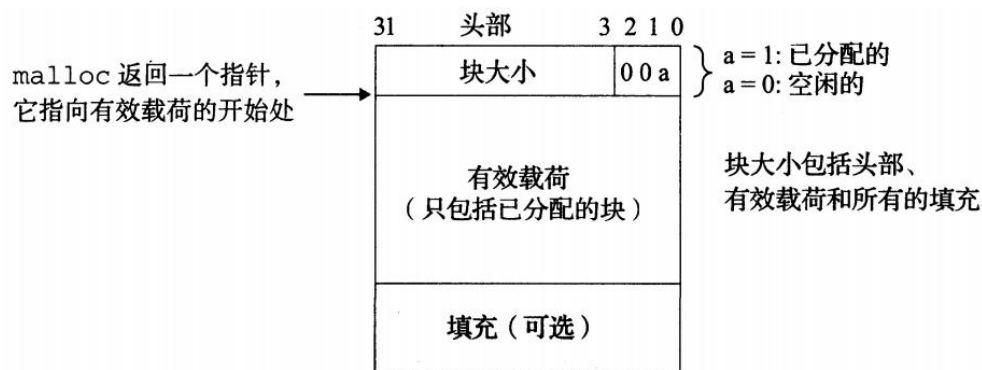 31 头部 3 2 1 0
块大小 0 0 a
a = 1: 已分配的
a = 0: 空闲的
malloc 返回一个指针，
它指向有效载荷的开始处
有效载荷
（只包括已分配的块）
块大小包括头部、
有效载荷和所有的填充
填充（可选）